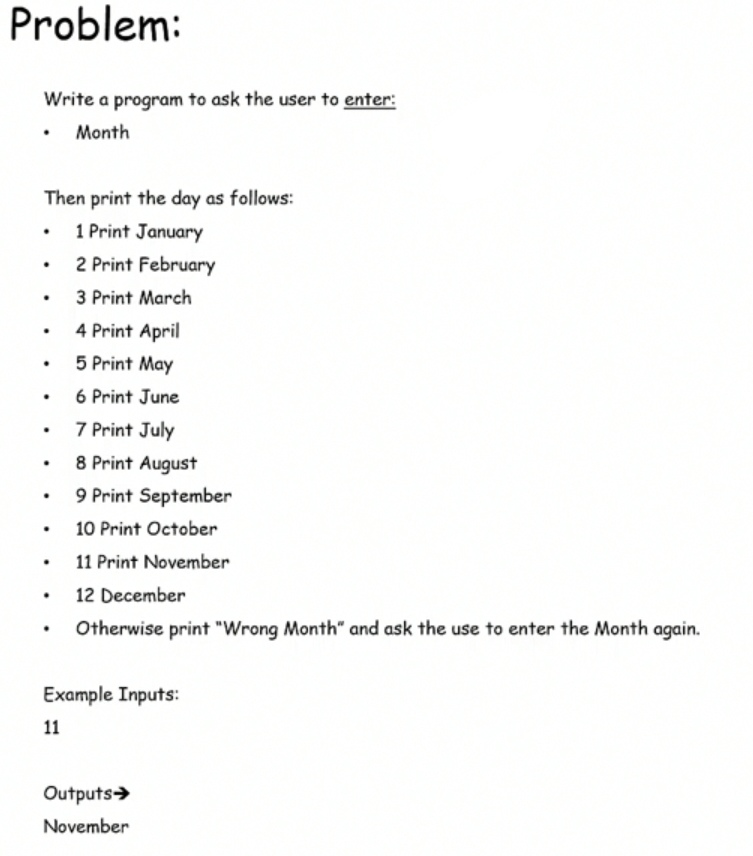 Problem:
Write a program to ask the user to enter:
• Month
Then print the day as follows:
• 1 Print January
• 2 Print February
• 3 Print March
• 4 Print April
• 5 Print May
• 6 Print June
• 7 Print July
• 8 Print August
• 9 Print September
• 10 Print October
• 11 Print November
• 12 December
• Otherwise print "Wrong Month" and ask the use to enter the Month again.
Example Inputs:
11
Outputs➔
November